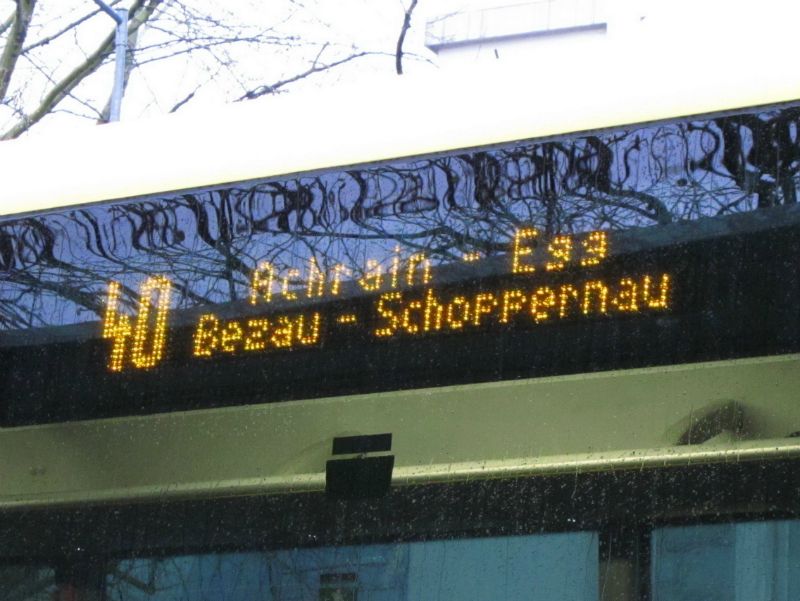 40 Achrain - Egg
Bezau - Schoppernau